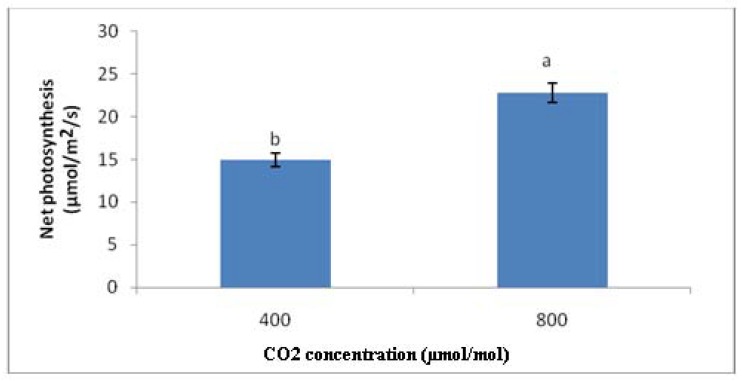 30
25
20
15
10
5
0
Net photosynthesis
(µmol/m²/s)
b
a
400
800
CO2 concentration (µmol/mol)